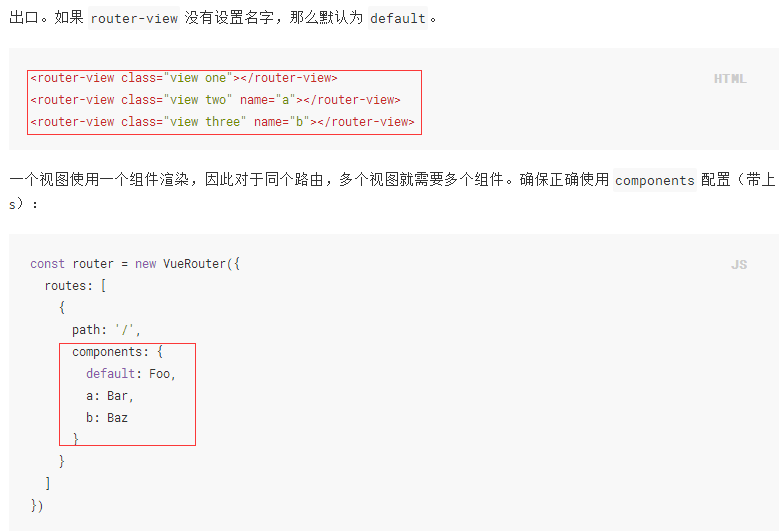 出口。如果 router-view 没有设置名字，那么默认为 default。
HTML
<router-view class="view one"></router-view>
<router-view class="view two" name="a"></router-view>
<router-view class="view three" name="b"></router-view>
一个视图使用一个组件渲染，因此对于同个路由，多个视图就需要多个组件。确保正确使用 components 配置（带上
s）：
JS
const router = new VueRouter({
  routes: [
    {
      path: '/',
      components: {
        default: Foo,
        a: Bar,
        b: Baz
      }
    }
  ]
})